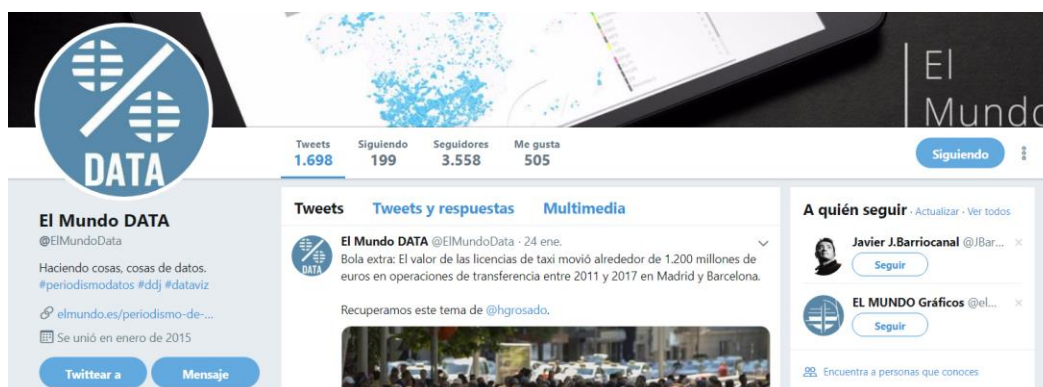 El
Mundo
DATA
Tweets Siguiendo Seguidores Me gusta
1.698 199 3.558 505
Siguiendo
El Mundo DATA
@ElMundoData
Haciendo cosas, cosas de datos.
#periodismodatos #ddj #dataviz
elmundo.es/periodismo-de-...
Se unió en enero de 2015
Twittear a Mensaje
Tweets Tweets y respuestas Multimedia
DATA
El Mundo DATA @ElMundoData · 24 ene.
Bola extra: El valor de las licencias de taxi movió alrededor de 1.200 millones de
euros en operaciones de transferencia entre 2011 y 2017 en Madrid y Barcelona.
Recuperamos este tema de @hgrosado.
A quién seguir · Actualizar · Ver todos
Javier J.Barriocanal @JBar...
Seguir
EL MUNDO Gráficos @el...
Seguir
Encuentra a personas que conoces